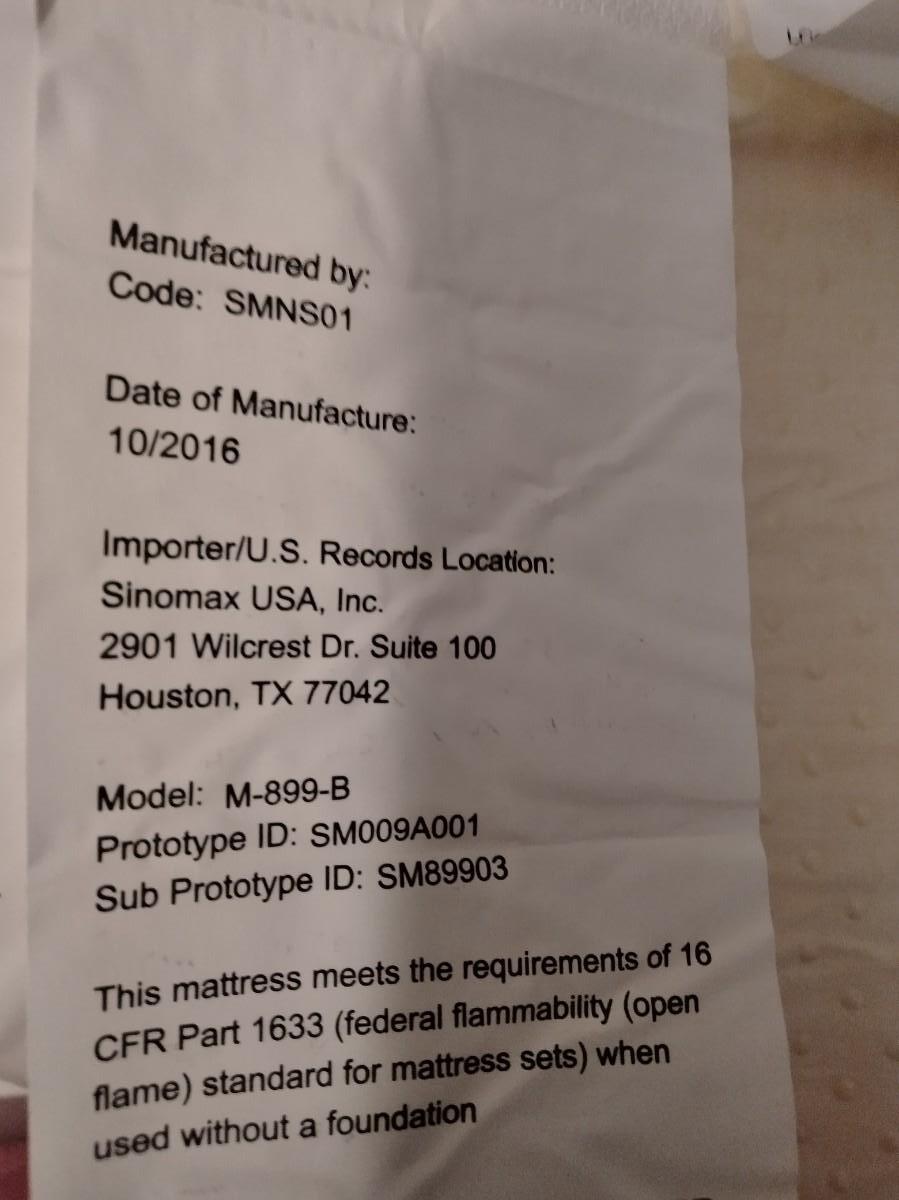 Manufactured by:
Code: SMNS01
Date of Manufacture:
10/2016
Importer/U.S. Records Location:
Sinomax USA, Inc.
2901 Wilcrest Dr. Suite 100
Houston, TX 77042
Model: M-899-B
Prototype ID: SM009A001
Sub Prototype ID: SM89903
This mattress meets the requirements of 16
CFR Part 1633 (federal flammability (open
flame) standard for mattress sets) when
used without a foundation